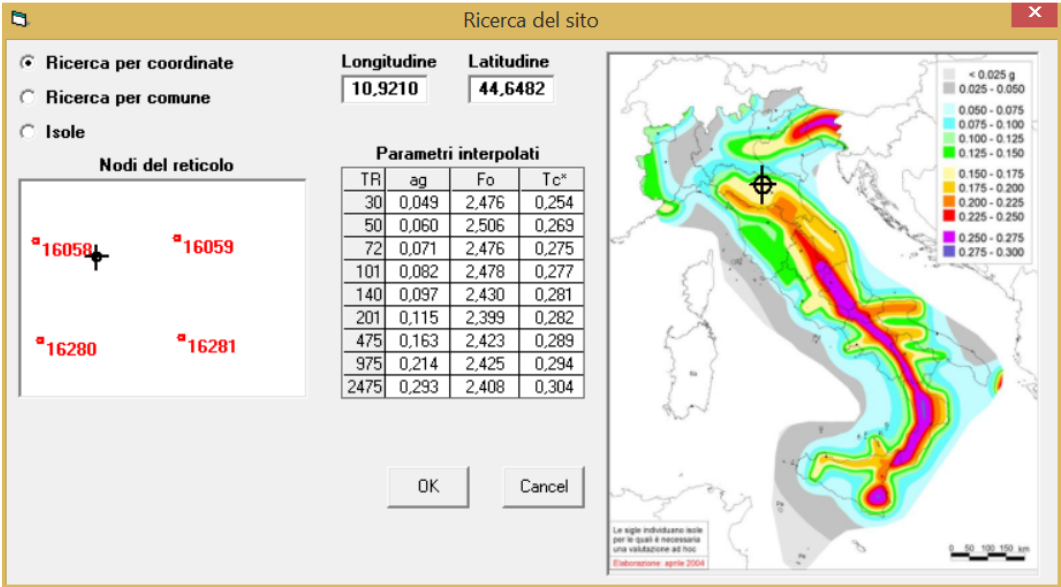 Ricerca del sito
Ricerca per coordinate
Ricerca per comune
Isole
Longitudine Latitudine
10,9210 44,6482
Nodi del reticolo
16058
16059
16280
16281
Parametri interpolati
TR ag Fo Tc*
30 0,049 2,476 0,254
50 0,060 2,506 0,269
72 0,071 2,476 0,275
101 0,082 2,478 0,277
140 0,097 2,430 0,281
201 0,115 2,399 0,282
475 0,163 2,423 0,289
975 0,214 2,425 0,294
2475 0,293 2,408 0,304
OK Cancel
< 0.025 g
0.025 - 0.050
0.050 - 0.075
0.075 - 0.100
0.100 - 0.125
0.125 - 0.150
0.150 - 0.175
0.175 - 0.200
0.200 - 0.225
0.225 - 0.250
0.250 - 0.275
0.275 - 0.300
Le sigle individuano isole
per le quali è necessaria
una valutazione ad hoc
Elaborazione aprile 2004
0 50 100 150 km